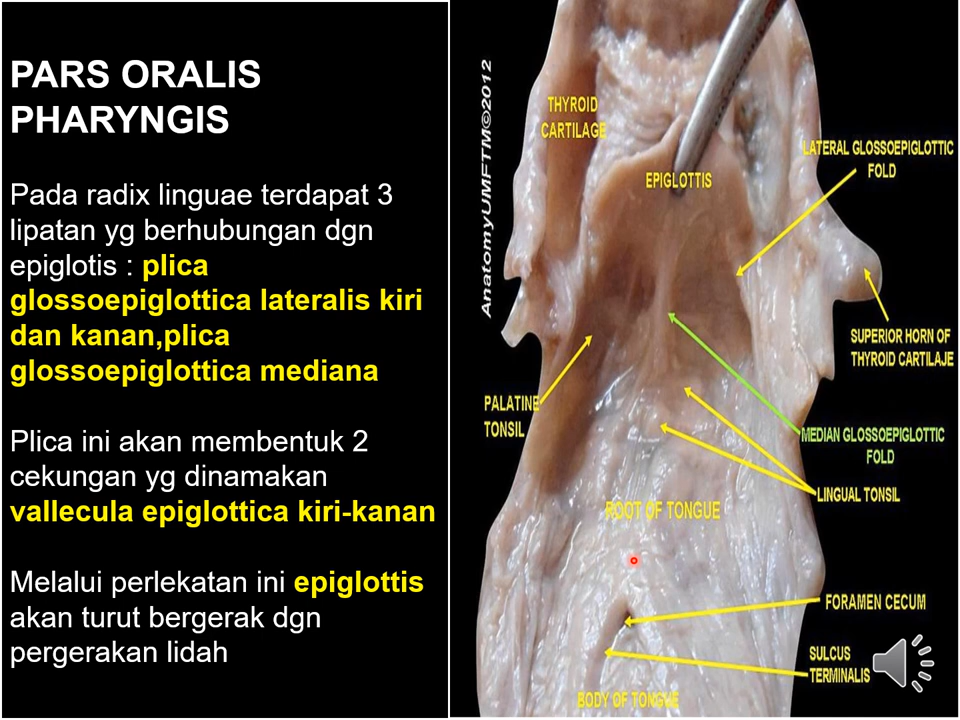 PARS ORALIS
PHARYNGIS
Pada radix linguae terdapat 3
lipatan yg berhubungan dgn
epiglotis : plica
glossoepiglottica lateralis kiri
dan kanan,plica
glossoepiglottica mediana
Plica ini akan membentuk 2
cekungan yg dinamakan
vallecula epiglottica kiri-kanan
Melalui perlekatan ini epiglottis
akan turut bergerak dgn
pergerakan lidah
AnatomyUMFTM©2012
THYROID
CARTILAGE
EPIGLOTTIS
LATERAL GLOSSOEPIGLOTTIC
FOLD
SUPERIOR HORN OF
THYROID CARTILAJE
PALATINE
TONSIL
MEDIAN GLOSSOEPIGLOTTIC
FOLD
LINGUAL TONSIL
ROOT OF TONGUE
FORAMEN CECUM
SULCUS
TERMINALIS
BODY OF TONGUE